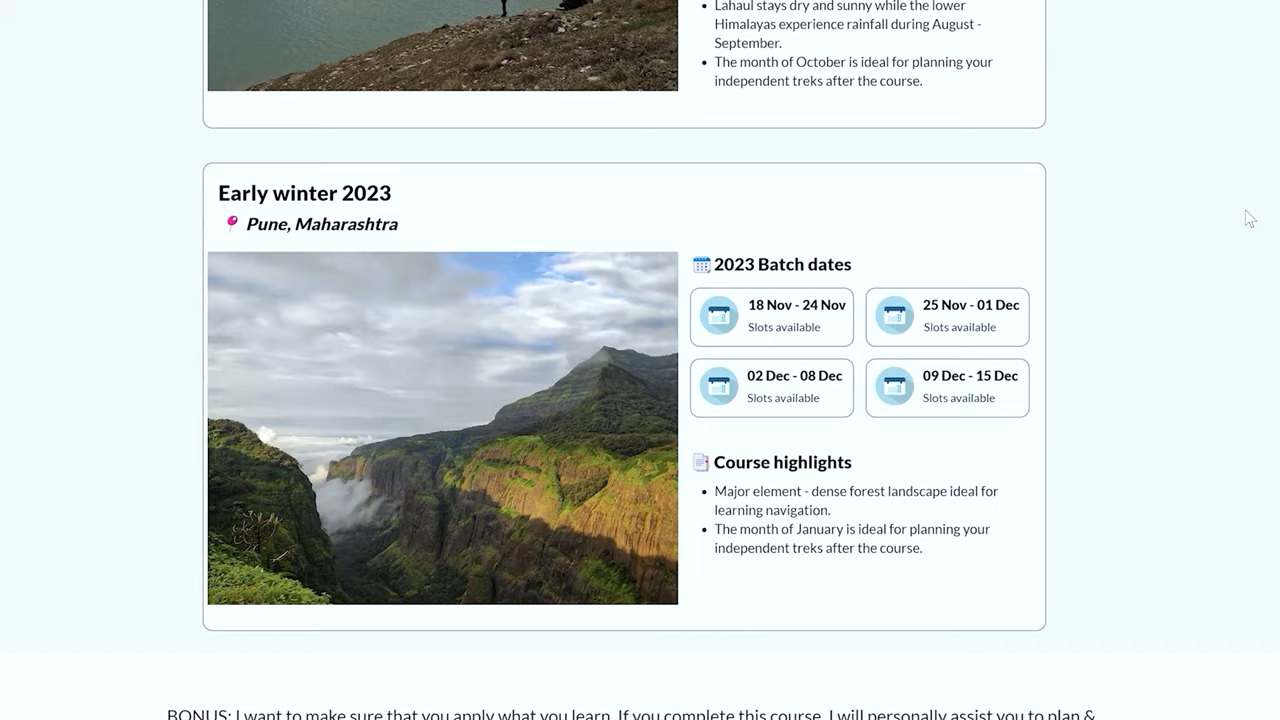 Lahaul stays dry and sunny while the lower
Himalayas experience rainfall during August -
September.
The month of October is ideal for planning your
independent treks after the course.
Early winter 2023
Pune, Maharashtra
2023 Batch dates
18 Nov - 24 Nov
Slots available
25 Nov - 01 Dec
Slots available
02 Dec - 08 Dec
Slots available
09 Dec - 15 Dec
Slots available
Course highlights
Major element - dense forest landscape ideal for
learning navigation.
The month of January is ideal for planning your
independent treks after the course.
BONUS: I want to make sure that you apply what you learn. If you complete this course, I will personally assist you to plan &